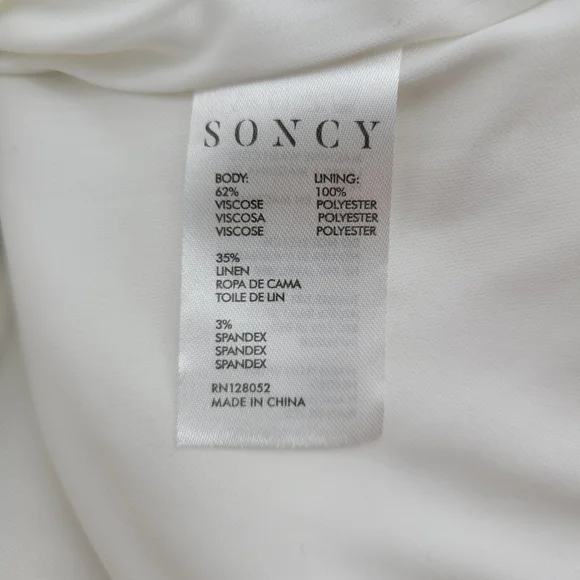 SONCY
BODY: LINING:
62% 100%
VISCOSE POLYESTER
VISCOSA POLYESTER
VISCOSE POLYESTER
35%
LINEN
ROPA DE CAMA
TOILE DE LIN
3%
SPANDEX
SPANDEX
SPANDEX
RN128052
MADE IN CHINA